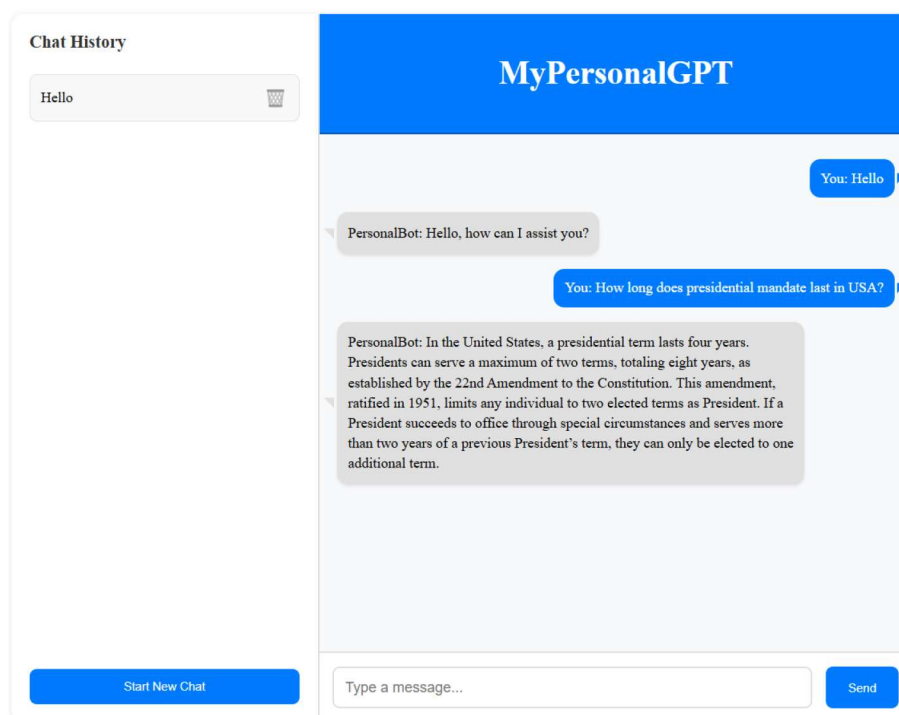 Chat History
Hello
Start New Chat
MyPersonalGPT
You: Hello
PersonalBot: Hello, how can I assist you?
You: How long does presidential mandate last in USA?
PersonalBot: In the United States, a presidential term lasts four years.
Presidents can serve a maximum of two terms, totaling eight years, as
established by the 22nd Amendment to the Constitution. This amendment,
ratified in 1951, limits any individual to two elected terms as President. If a
President succeeds to office through special circumstances and serves more
than two years of a previous President’s term, they can only be elected to one
additional term.
Type a message...
Send